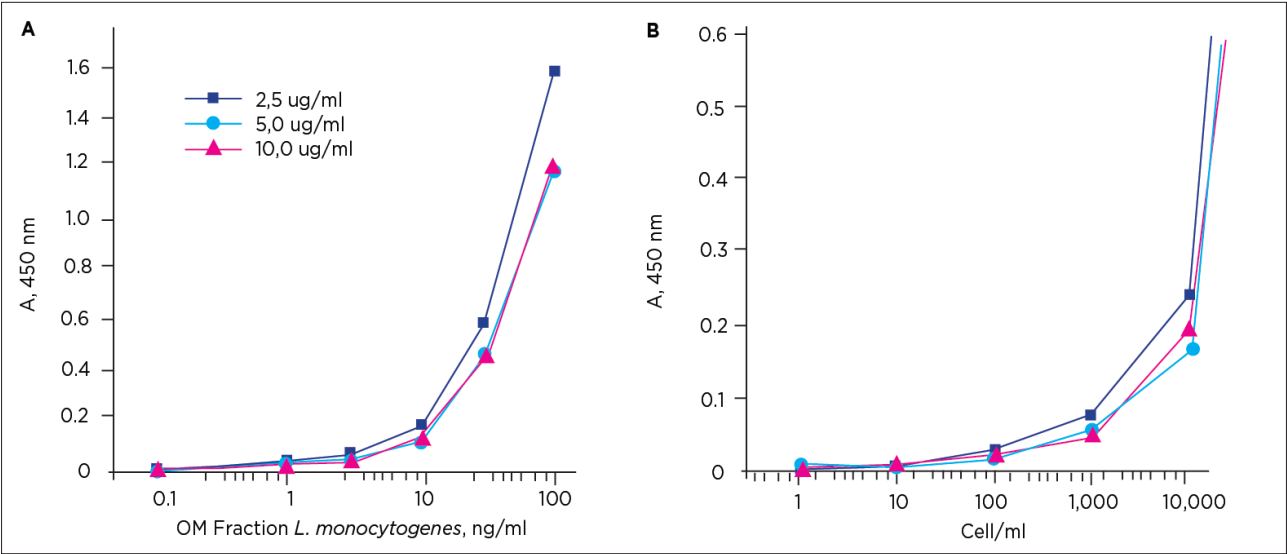 A
A, 450 nm
1.6
1.4
1.2
1.0
0.8
0.6
0.4
0.2
0
2,5 ug/ml
5,0 ug/ml
10,0 ug/ml
0.1 1 10 100
OM Fraction L. monocytogenes, ng/ml
B
A, 450 nm
0.6
0.5
0.4
0.3
0.2
0.1
0
1 10 100 1,000 10,000
Cell/ml